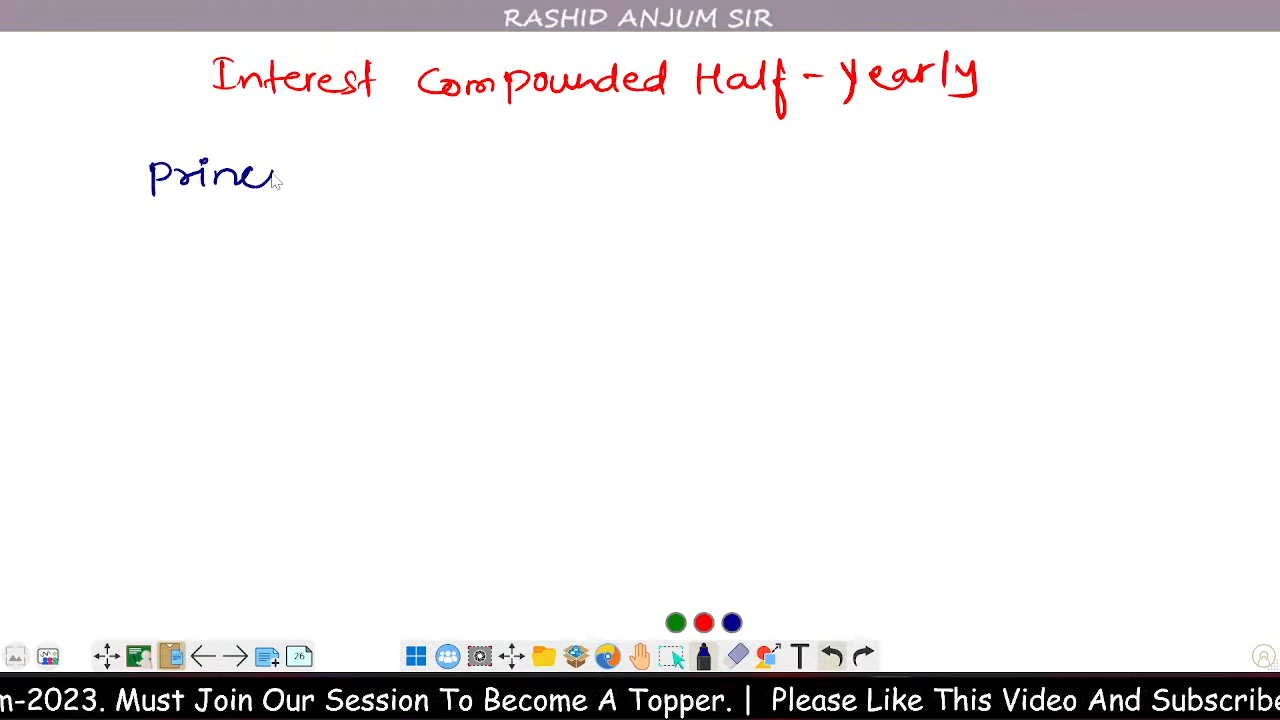 RASHID ANJUM SIR
Interest Compounded Half-yearly
princ
26
m-2023. Must Join Our Session To Become A Topper. | Please Like This Video And Subscribe